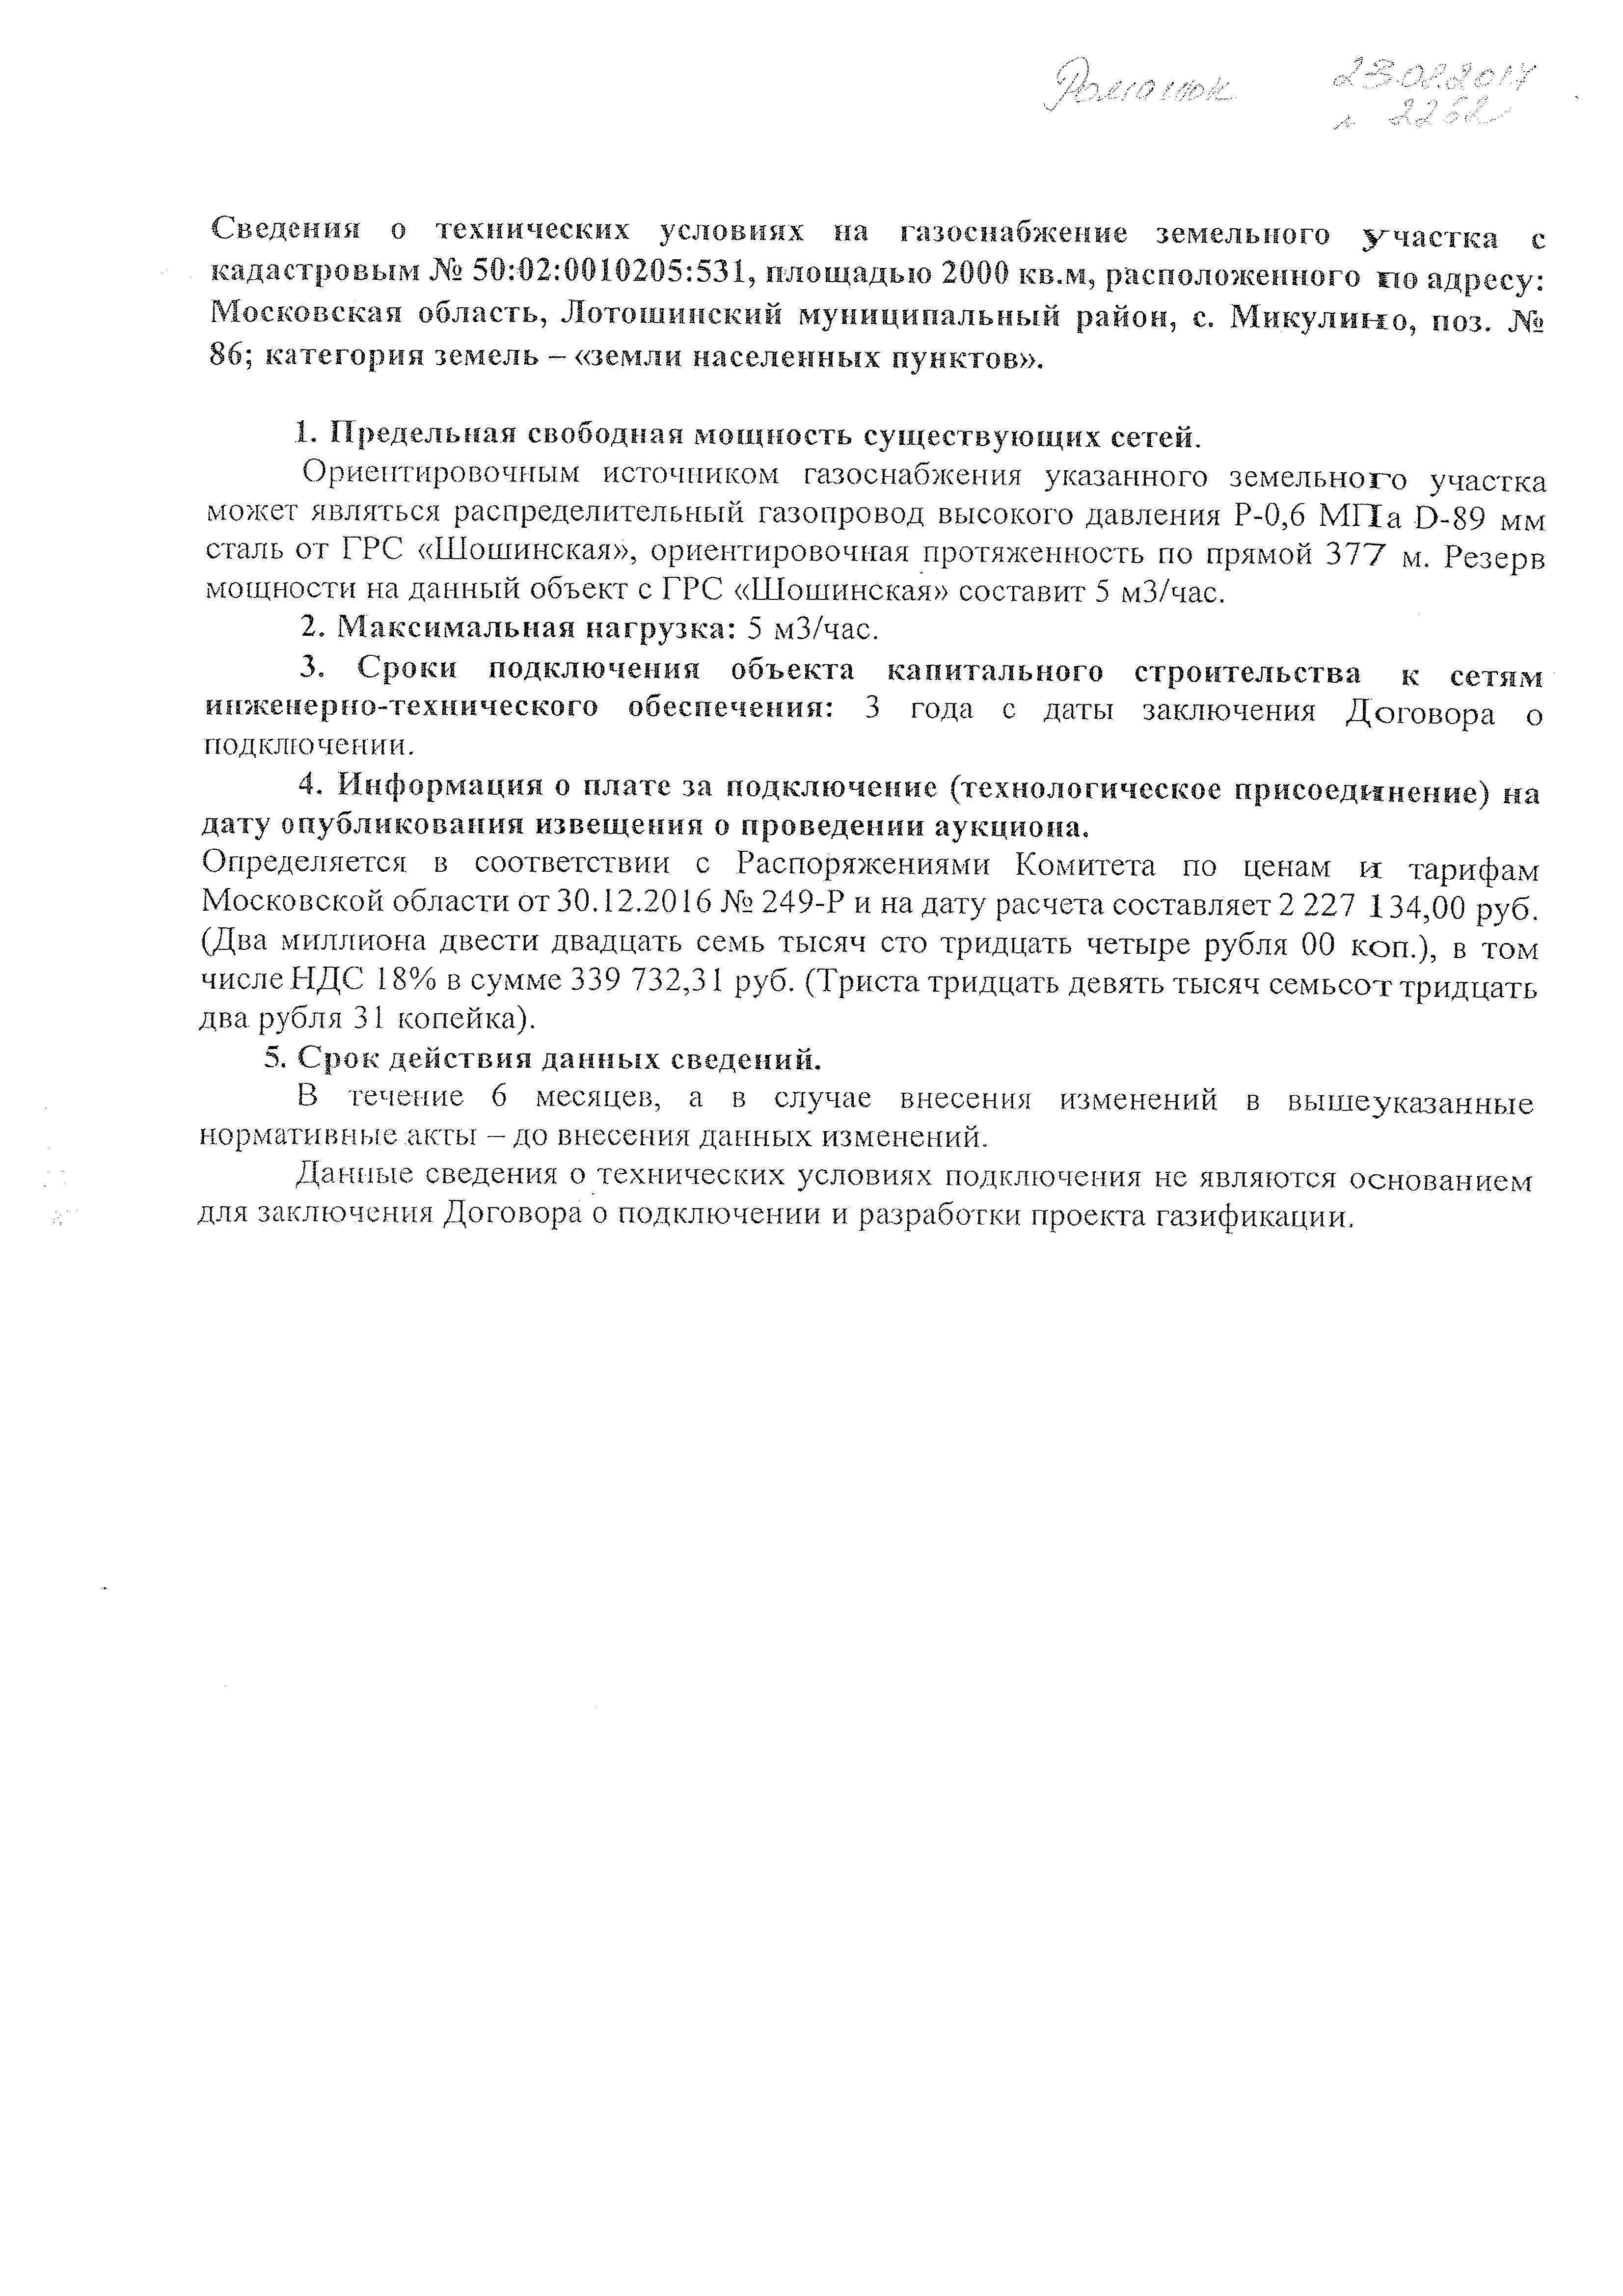 Романюк 23.08.2017
2262
Сведения о технических условиях на газоснабжение земельного участка с
кадастровым № 50:02:0010205:531, площадью 2000 кв.м, расположенного по адресу:
Московская область, Лотошинский муниципальный район, с. Микулино, поз. №
86; категория земель – «земли населенных пунктов».
1. Предельная свободная мощность существующих сетей.
Ориентировочным источником газоснабжения указанного земельного участка
может являться распределительный газопровод высокого давления Р-0,6 МПа D-89 мм
сталь от ГРС «Шошинская», ориентировочная протяженность по прямой 377 м. Резерв
мощности на данный объект с ГРС «Шошинская» составит 5 м3/час.
2. Максимальная нагрузка: 5 м3/час.
3. Сроки подключения объекта капитального строительства к сетям
инженерно-технического обеспечения: 3 года с даты заключения Договора о
подключении.
4. Информация о плате за подключение (технологическое присоединение) на
дату опубликования извещения о проведении аукциона.
Определяется в соответствии с Распоряжениями Комитета по ценам и тарифам
Московской области от 30.12.2016 № 249-Р и на дату расчета составляет 2 227 134,00 руб.
(Два миллиона двести двадцать семь тысяч сто тридцать четыре рубля 00 коп.), в том
числе НДС 18% в сумме 339 732,31 руб. (Триста тридцать девять тысяч семьсот тридцать
два рубля 31 копейка).
5. Срок действия данных сведений.
В течение 6 месяцев, а в случае внесения изменений в вышеуказанные
нормативные акты – до внесения данных изменений.
Данные сведения о технических условиях подключения не являются основанием
для заключения Договора о подключении и разработки проекта газификации.